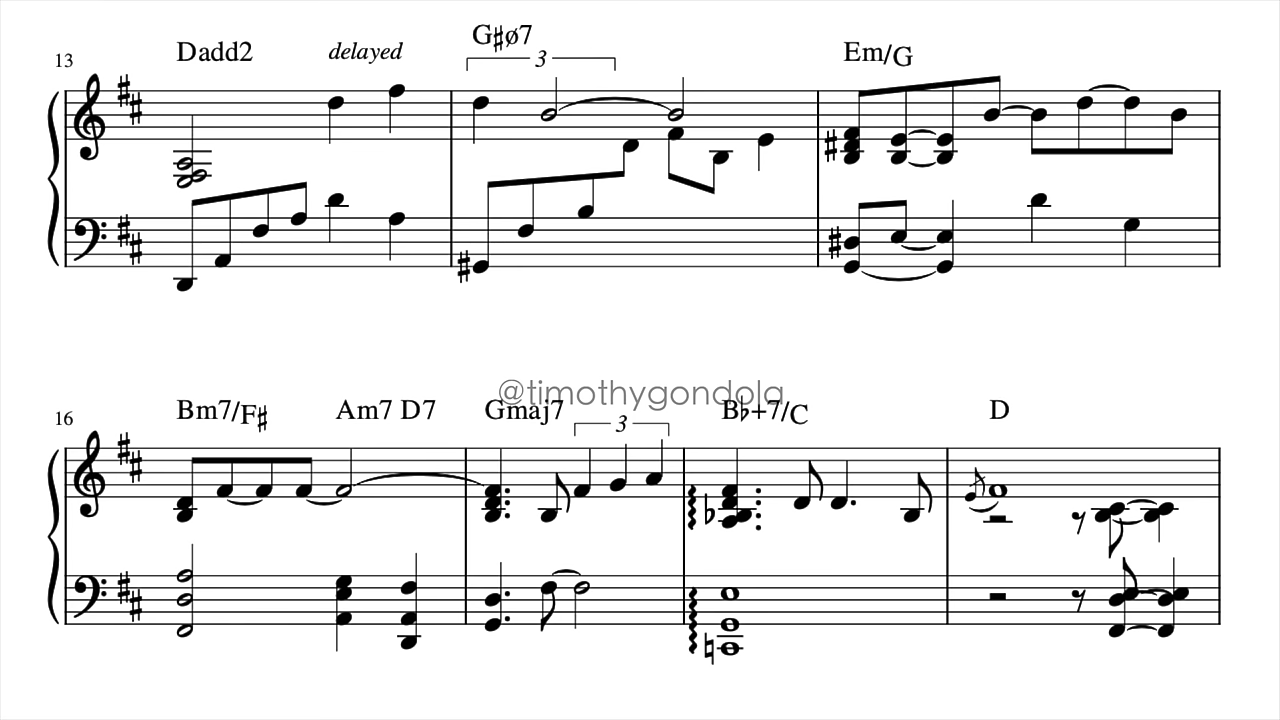 13 Dadd2 delayed G♯ø7 Em/G
3
@timothygondola
16 Bm7/F♯ Am7 D7 Gmaj7 B♭+7/C D
3